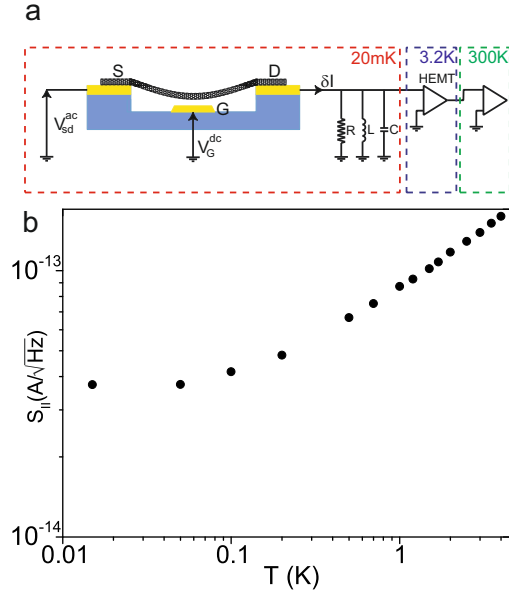 a
20mK
3.2K
300K
S
D
δI
HEMT
G
V_sd^ac
V_G^dc
R
L
C
b
10^-13
S_II(A/√Hz)
10^-14
0.01
0.1
1
T (K)